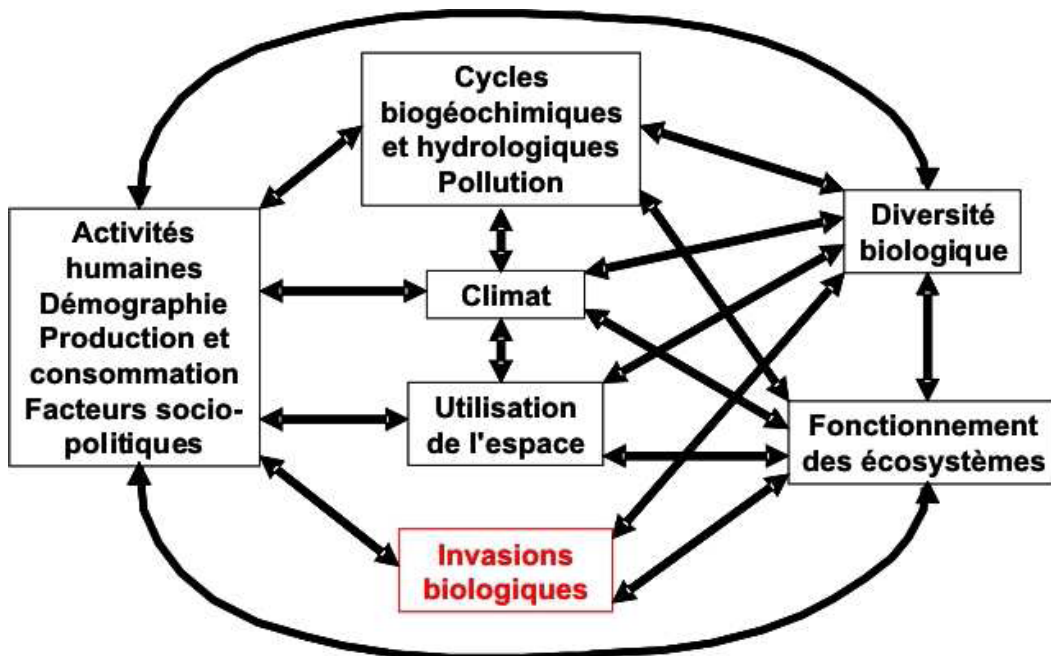 Cycles
biogéochimiques
et hydrologiques
Pollution
Activités
humaines
Démographie
Production et
consommation
Facteurs socio-
politiques
Climat
Utilisation
de l'espace
Invasions
biologiques
Diversité
biologique
Fonctionnement
des écosystèmes